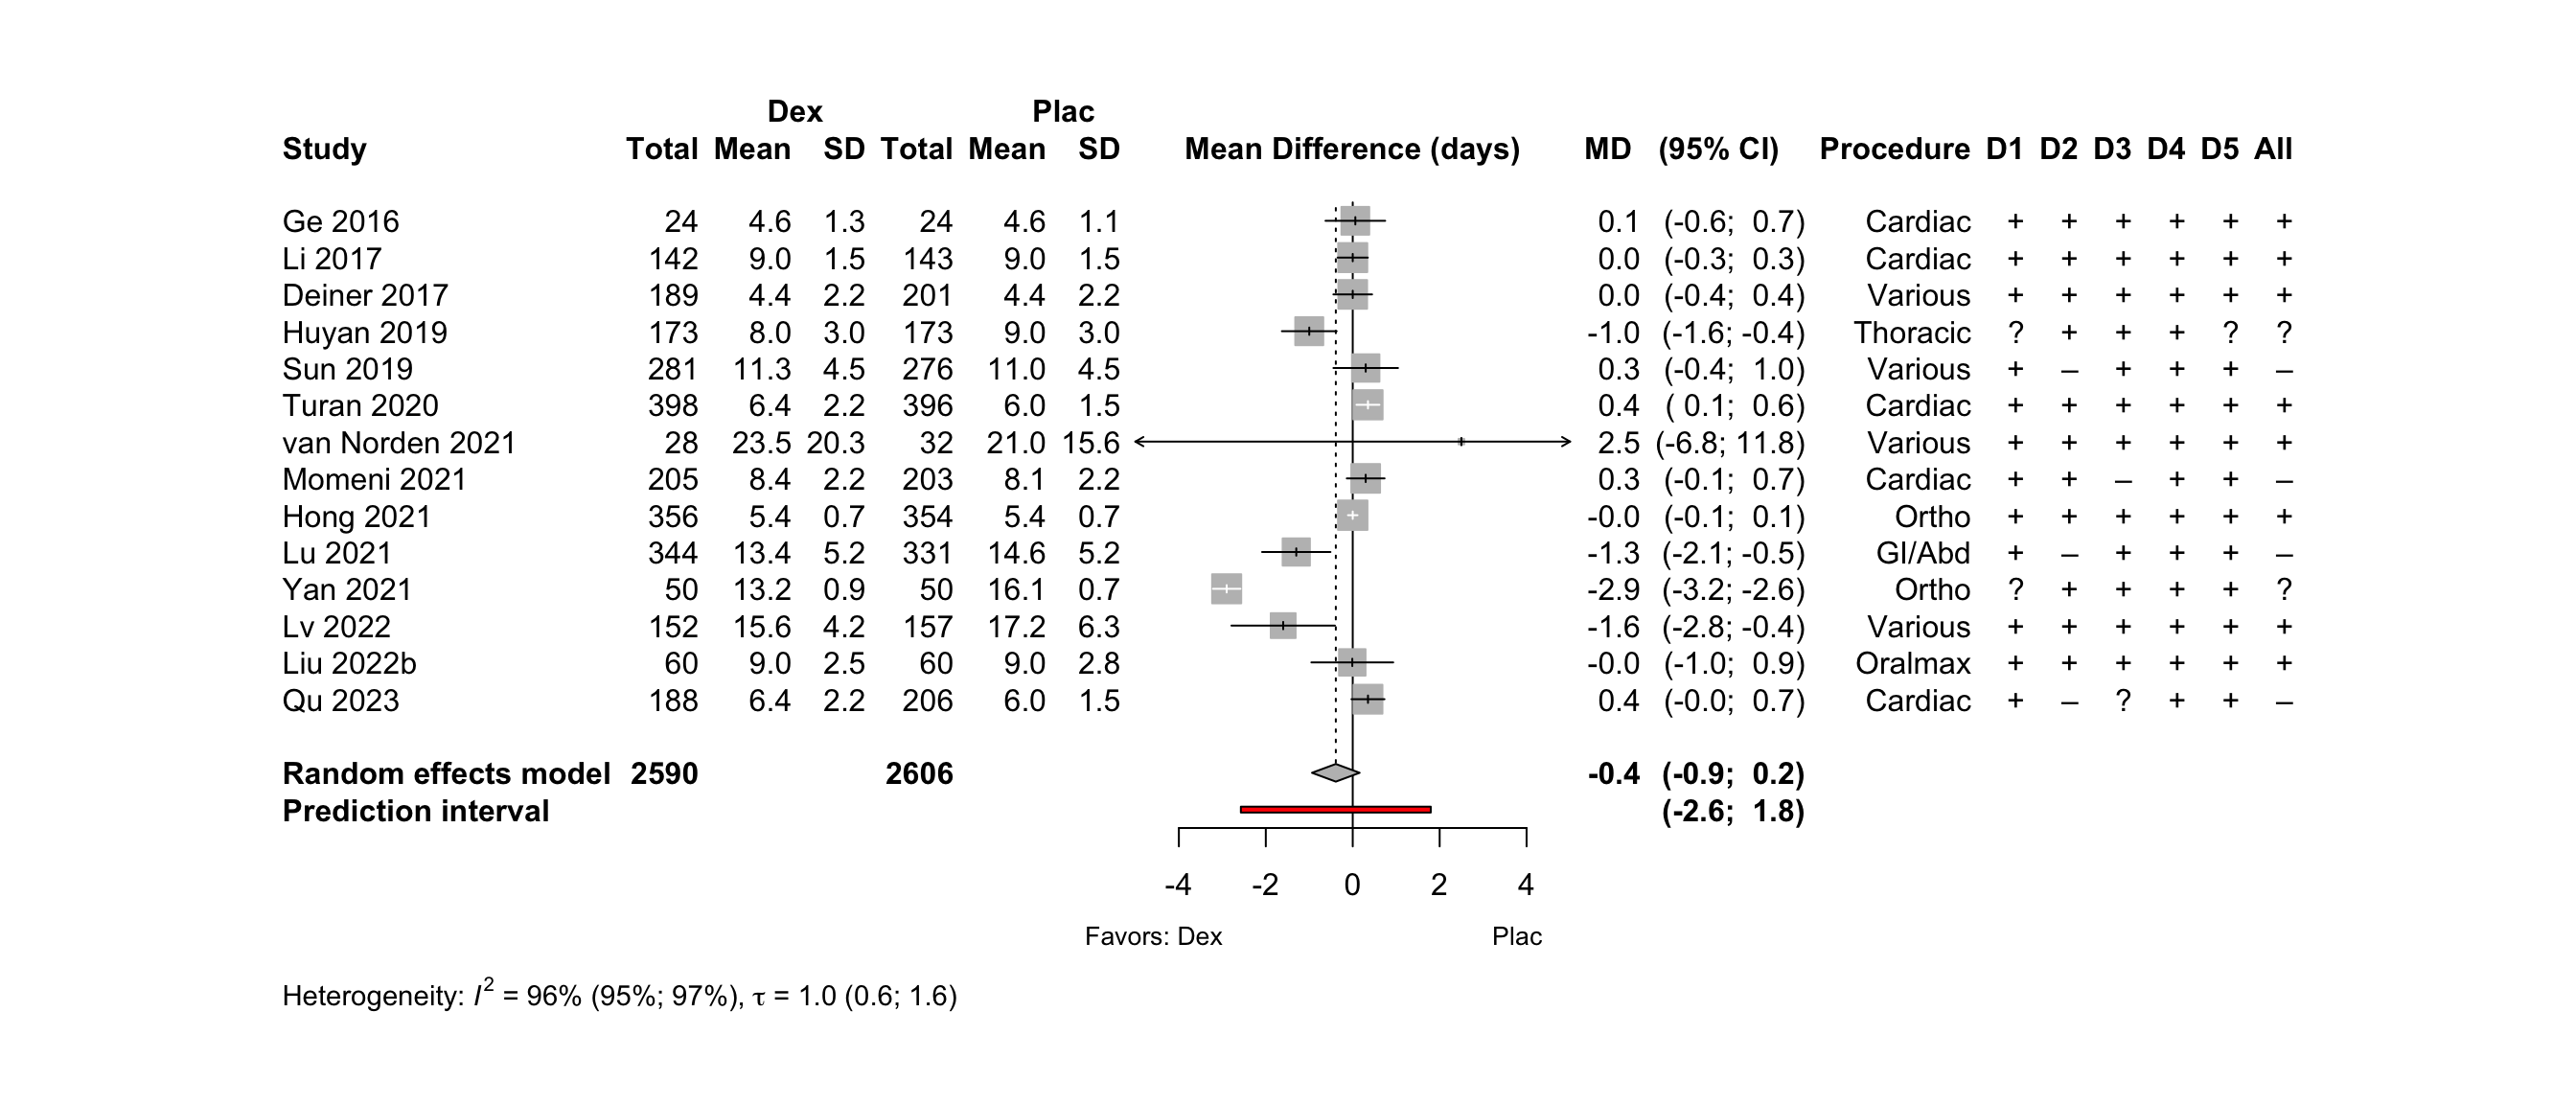 Dex Plac
Study Total Mean SD Total Mean SD Mean Difference (days) MD (95% CI) Procedure D1 D2 D3 D4 D5 All
Ge 2016 24 4.6 1.3 24 4.6 1.1 0.1 (-0.6; 0.7) Cardiac + + + + + +
Li 2017 142 9.0 1.5 143 9.0 1.5 0.0 (-0.3; 0.3) Cardiac + + + + + +
Deiner 2017 189 4.4 2.2 201 4.4 2.2 0.0 (-0.4; 0.4) Various + + + + + +
Huyan 2019 173 8.0 3.0 173 9.0 3.0 -1.0 (-1.6; -0.4) Thoracic ? + + + ? ?
Sun 2019 281 11.3 4.5 276 11.0 4.5 0.3 (-0.4; 1.0) Various + – + + + –
Turan 2020 398 6.4 2.2 396 6.0 1.5 0.4 ( 0.1; 0.6) Cardiac + + + + + +
van Norden 2021 28 23.5 20.3 32 21.0 15.6 2.5 (-6.8; 11.8) Various + + + + + +
Momeni 2021 205 8.4 2.2 203 8.1 2.2 0.3 (-0.1; 0.7) Cardiac + + – + + –
Hong 2021 356 5.4 0.7 354 5.4 0.7 -0.0 (-0.1; 0.1) Ortho + + + + + +
Lu 2021 344 13.4 5.2 331 14.6 5.2 -1.3 (-2.1; -0.5) GI/Abd + – + + + –
Yan 2021 50 13.2 0.9 50 16.1 0.7 -2.9 (-3.2; -2.6) Ortho ? + + + + ?
Lv 2022 152 15.6 4.2 157 17.2 6.3 -1.6 (-2.8; -0.4) Various + + + + + +
Liu 2022b 60 9.0 2.5 60 9.0 2.8 -0.0 (-1.0; 0.9) Oralmax + + + + + +
Qu 2023 188 6.4 2.2 206 6.0 1.5 0.4 (-0.0; 0.7) Cardiac + – ? + + –
Random effects model 2590 2606 -0.4 (-0.9; 0.2)
Prediction interval (-2.6; 1.8)
-4 -2 0 2 4
Favors: Dex Plac
Heterogeneity: I² = 96% (95%; 97%), τ = 1.0 (0.6; 1.6)